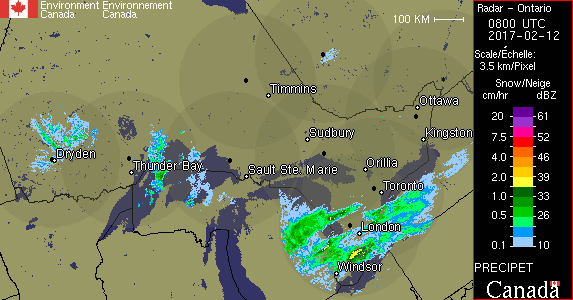 Environment Environnement
Canada Canada
100 KM
Timmins
Ottawa
Sudbury
Kingston
Dryden
Thunder Bay
Sault Ste. Marie
Orillia
Toronto
London
Windsor
Radar - Ontario
0800 UTC
2017-02-12
Scale/Échelle:
3.5 km/Pixel
Snow/Neige
cm/hr dBZ
20 61
7.5 52
4.0 46
2.0 39
1.0 33
0.5 26
0.1 10
PRECIPET
Canada